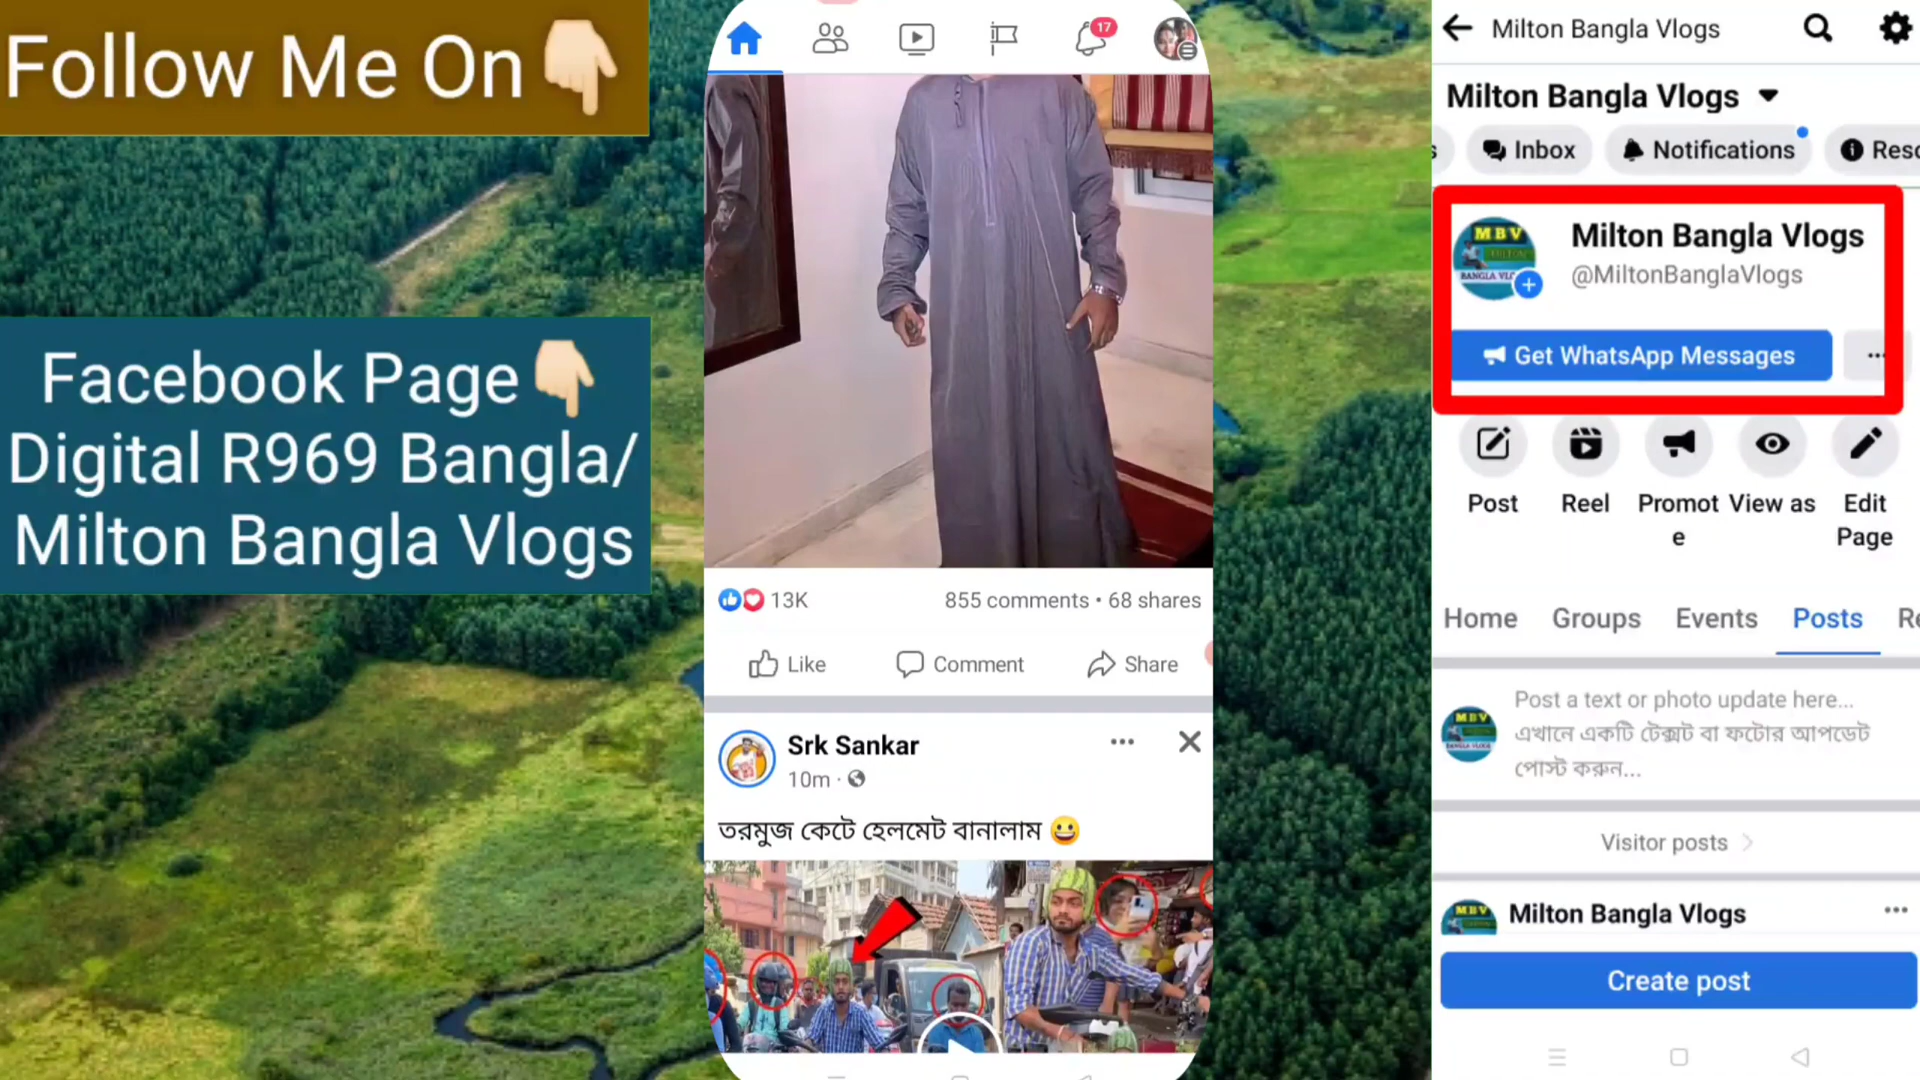 Follow Me On👇🏻
Facebook Page👇🏻
Digital R969 Bangla/
Milton Bangla Vlogs
17
13K
855 comments • 68 shares
Like
Comment
Share
Srk Sankar
10m
তরমুজ কেটে হেলমেট বানালাম 😀
Milton Bangla Vlogs
Milton Bangla Vlogs
s
Inbox
Notifications
Reso
MBV
Milton Bangla Vlogs
@MiltonBanglaVlogs
Get WhatsApp Messages
Post
Reel
Promot
e
View as
Edit
Page
Home
Groups
Events
Posts
Re
MBV
Post a text or photo update here...
এখানে একটি টেক্সট বা ফটোর আপডেট
পোস্ট করুন...
Visitor posts
MBV
Milton Bangla Vlogs
Create post